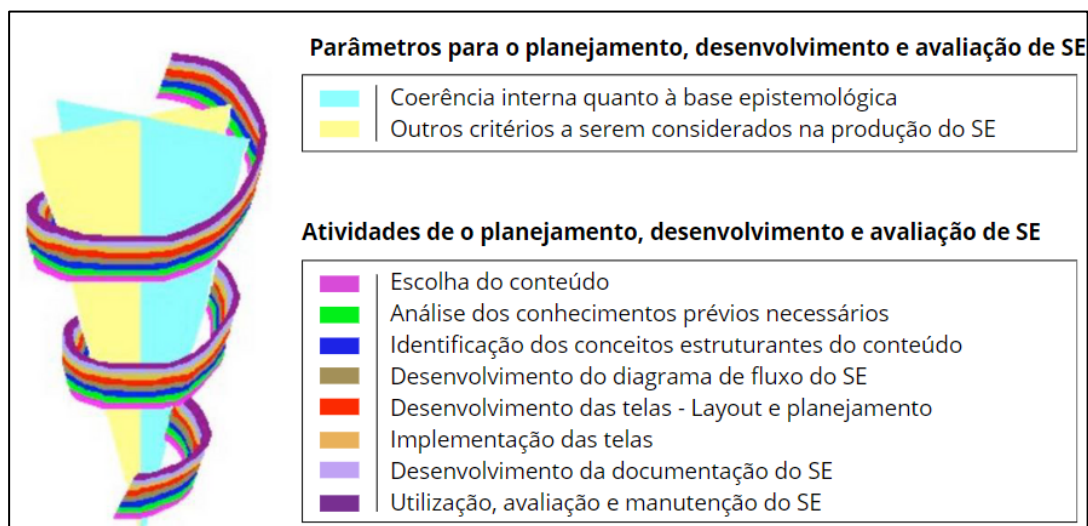 Parâmetros para o planejamento, desenvolvimento e avaliação de SE
Coerência interna quanto à base epistemológica
Outros critérios a serem considerados na produção do SE
Atividades de o planejamento, desenvolvimento e avaliação de SE
Escolha do conteúdo
Análise dos conhecimentos prévios necessários
Identificação dos conceitos estruturantes do conteúdo
Desenvolvimento do diagrama de fluxo do SE
Desenvolvimento das telas - Layout e planejamento
Implementação das telas
Desenvolvimento da documentação do SE
Utilização, avaliação e manutenção do SE